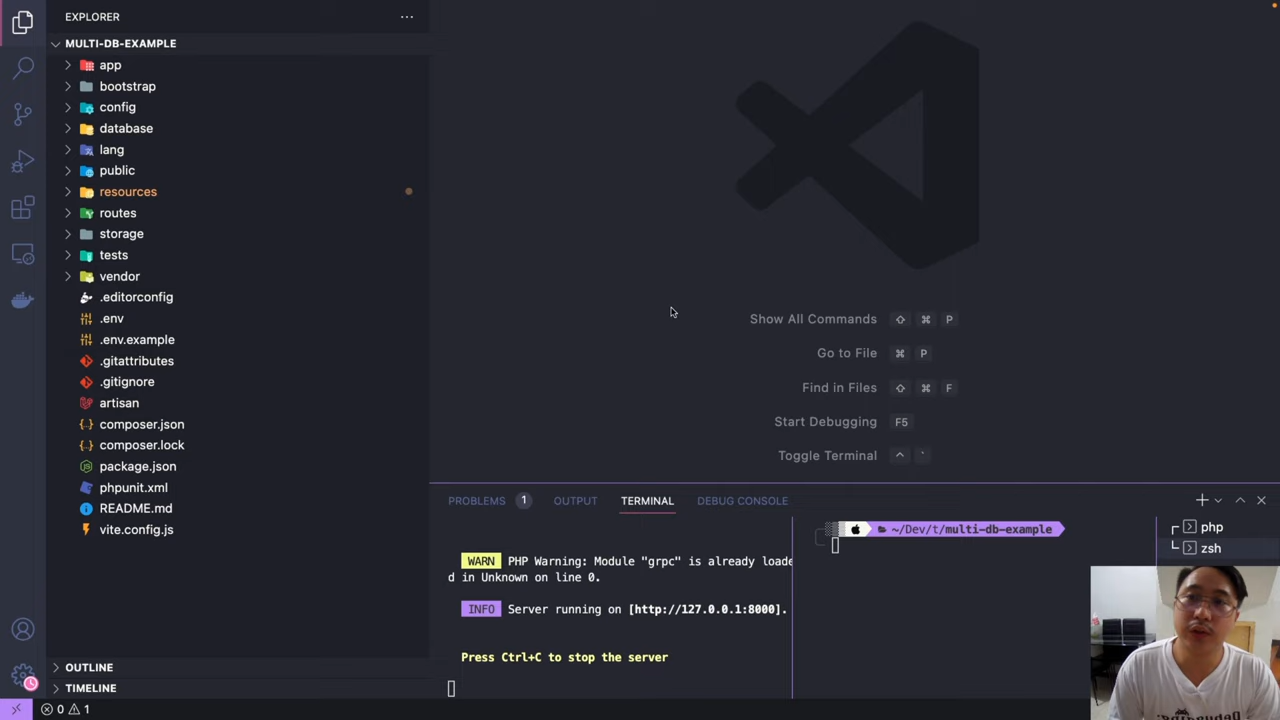 EXPLORER
MULTI-DB-EXAMPLE
app
bootstrap
config
database
lang
public
resources
routes
storage
tests
vendor
.editorconfig
.env
.env.example
.gitattributes
.gitignore
artisan
composer.json
composer.lock
package.json
phpunit.xml
README.md
vite.config.js
OUTLINE
TIMELINE
0 1
Show All Commands ⇧ ⌘ P
Go to File ⌘ P
Find in Files ⇧ ⌘ F
Start Debugging F5
Toggle Terminal ^ `
PROBLEMS 1 OUTPUT TERMINAL DEBUG CONSOLE
WARN PHP Warning: Module "grpc" is already loade
d in Unknown on line 0.
INFO Server running on [http://127.0.0.1:8000].
Press Ctrl+C to stop the server
~/Dev/t/multi-db-example
php
zsh